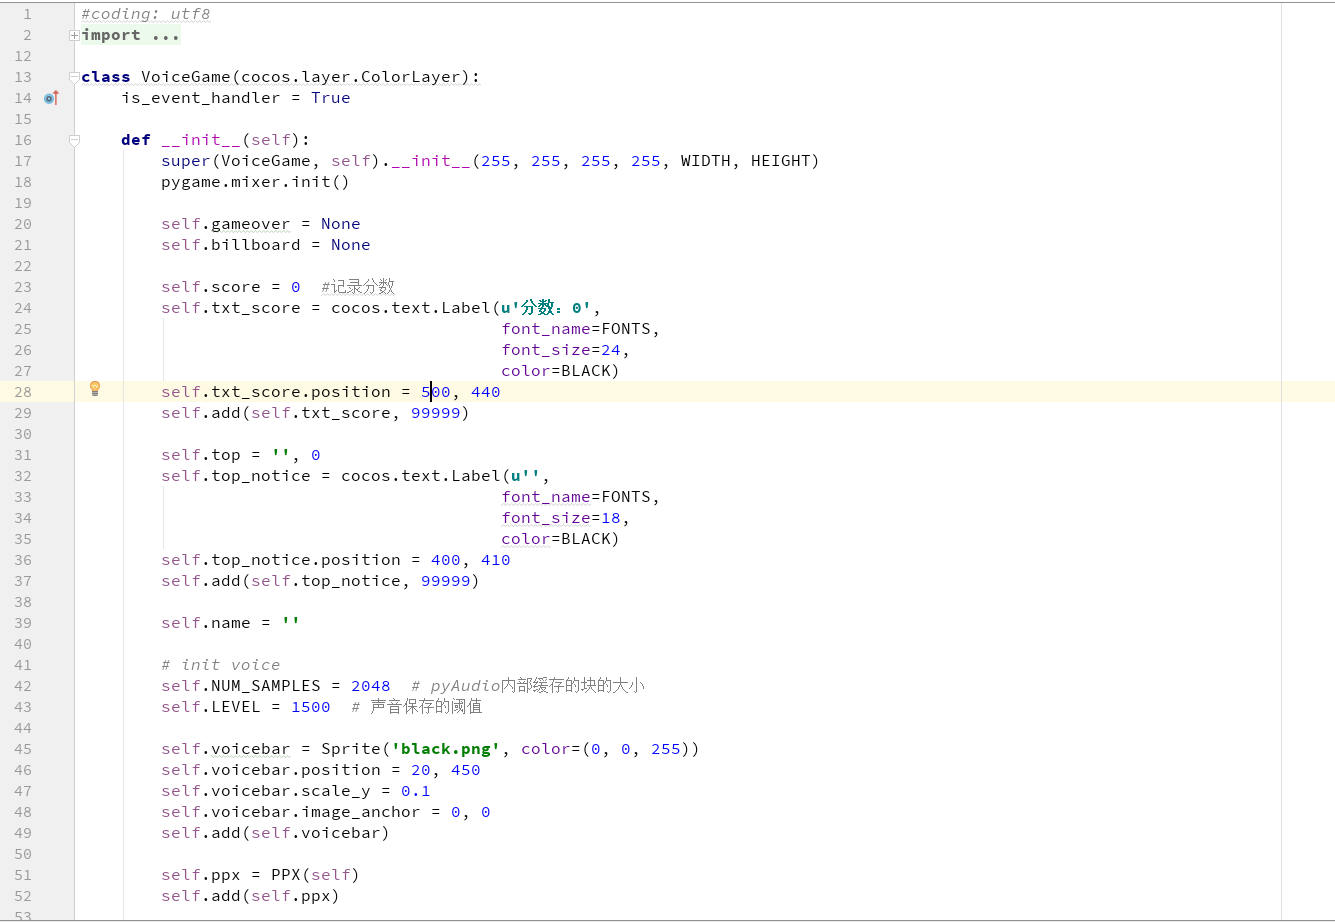 1 #coding: utf8
2 import ...
12
13 class VoiceGame(cocos.layer.ColorLayer):
14     is_event_handler = True
15
16     def __init__(self):
17         super(VoiceGame, self).__init__(255, 255, 255, 255, WIDTH, HEIGHT)
18         pygame.mixer.init()
19
20         self.gameover = None
21         self.billboard = None
22
23         self.score = 0  #记录分数
24         self.txt_score = cocos.text.Label(u'分数：0',
25                                           font_name=FONTS,
26                                           font_size=24,
27                                           color=BLACK)
28         self.txt_score.position = 500, 440
29         self.add(self.txt_score, 99999)
30
31         self.top = '', 0
32         self.top_notice = cocos.text.Label(u'',
33                                           font_name=FONTS,
34                                           font_size=18,
35                                           color=BLACK)
36         self.top_notice.position = 400, 410
37         self.add(self.top_notice, 99999)
38
39         self.name = ''
40
41         # init voice
42         self.NUM_SAMPLES = 2048  # pyAudio内部缓存的块的大小
43         self.LEVEL = 1500  # 声音保存的阈值
44
45         self.voicebar = Sprite('black.png', color=(0, 0, 255))
46         self.voicebar.position = 20, 450
47         self.voicebar.scale_y = 0.1
48         self.voicebar.image_anchor = 0, 0
49         self.add(self.voicebar)
50
51         self.ppx = PPX(self)
52         self.add(self.ppx)
53